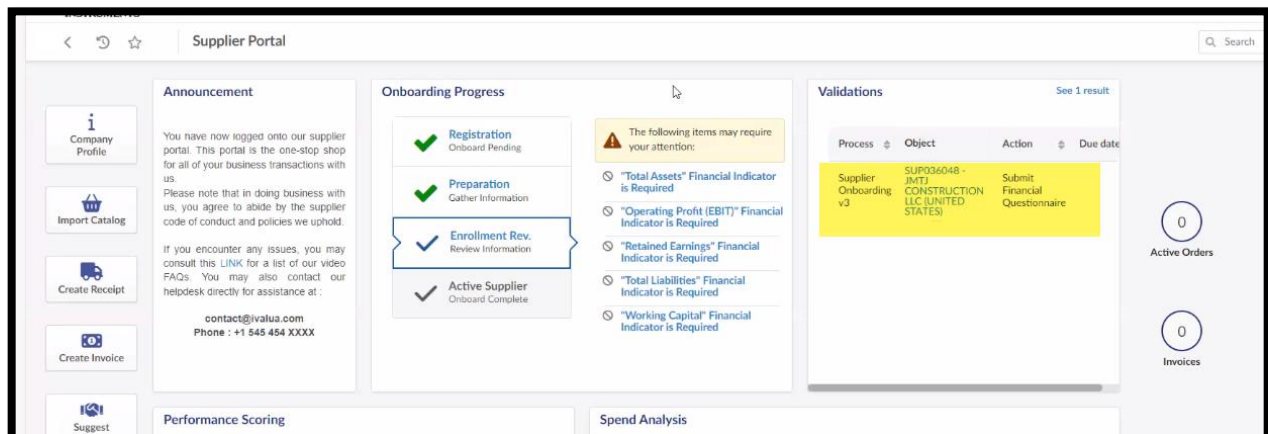 INSTRUMENTS
Supplier Portal
Search
Announcement
You have now logged onto our supplier
portal. This portal is the one-stop shop
for all of your business transactions with
us.
Please note that in doing business with
us, you agree to abide by the supplier
code of conduct and policies we uphold.
If you encounter any issues, you may
consult this LINK for a list of our video
FAQs. You may also contact our
helpdesk directly for assistance at :
contact@ivalua.com
Phone : +1 545 454 XXXX
i
Company
Profile
Import Catalog
Create Receipt
Create Invoice
Suggest
Onboarding Progress
Registration
Onboard Pending
Preparation
Gather Information
Enrollment Rev.
Review Information
Active Supplier
Onboard Complete
The following items may require
your attention:
"Total Assets" Financial Indicator
is Required
"Operating Profit (EBIT)" Financial
Indicator is Required
"Retained Earnings" Financial
Indicator is Required
"Total Liabilities" Financial
Indicator is Required
"Working Capital" Financial
Indicator is Required
Validations
See 1 result
Process Object Action Due date
Supplier
Onboarding
v3
SUP036048 -
JMTJ
CONSTRUCTION
LLC (UNITED
STATES)
Submit
Financial
Questionnaire
0
Active Orders
0
Invoices
Performance Scoring
Spend Analysis